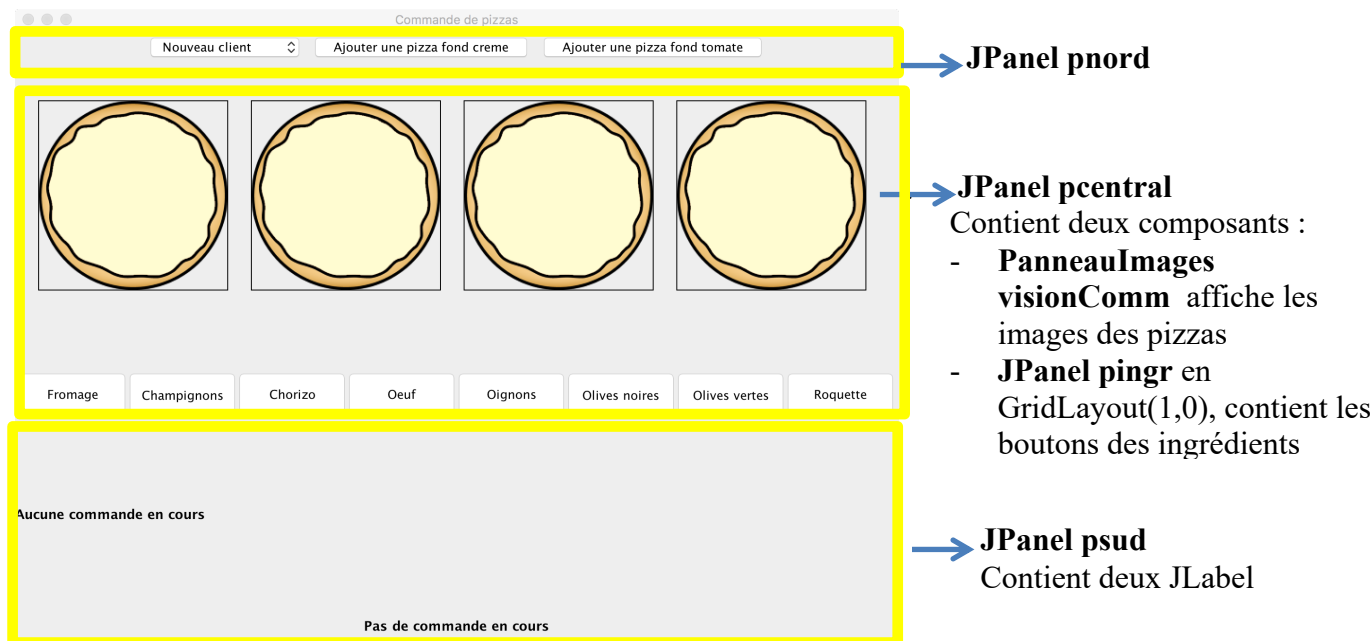 Commande de pizzas
Nouveau client
Ajouter une pizza fond creme
Ajouter une pizza fond tomate
JPanel pnord
JPanel pcentral
Contient deux composants :
- PanneauImages
visionComm affiche les
images des pizzas
- JPanel pingr en
GridLayout(1,0), contient les
boutons des ingrédients
Fromage
Champignons
Chorizo
Oeuf
Oignons
Olives noires
Olives vertes
Roquette
Aucune commande en cours
JPanel psud
Contient deux JLabel
Pas de commande en cours